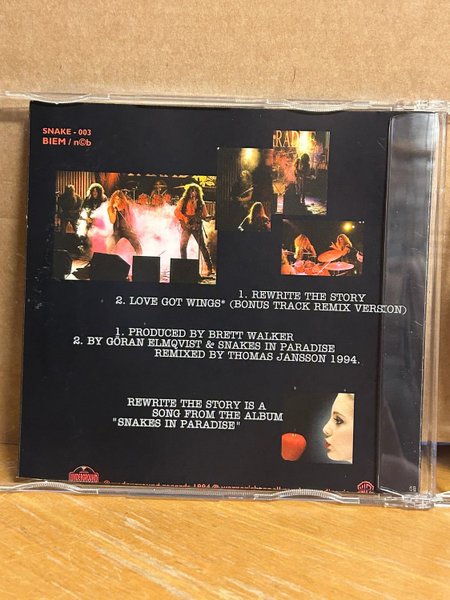 SNAKE - 003
BIEM / n©b
1. REWRITE THE STORY
2. LOVE GOT WINGS* (BONUS TRACK REMIX VERSION)
1. PRODUCED BY BRETT WALKER
2. BY GÖRAN ELMQVIST & SNAKES IN PARADISE
REMIXED BY THOMAS JANSSON 1994.
REWRITE THE STORY IS A
SONG FROM THE ALBUM
"SNAKES IN PARADISE"
UNDERGROUND